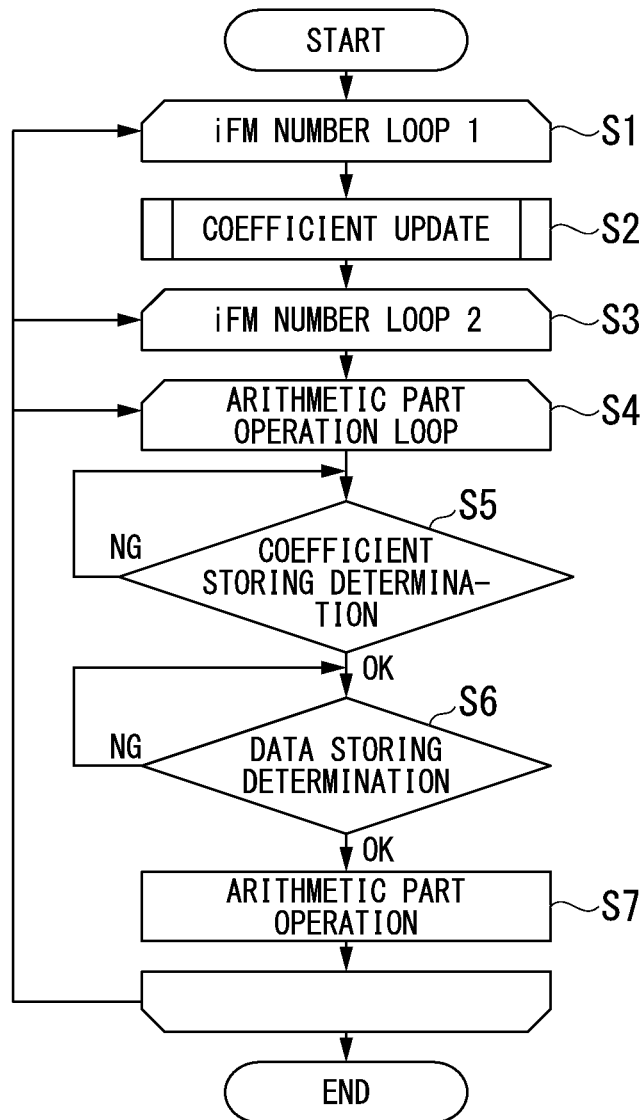 START
iFM NUMBER LOOP 1
S1
COEFFICIENT UPDATE
S2
iFM NUMBER LOOP 2
S3
ARITHMETIC PART
OPERATION LOOP
S4
S5
NG
COEFFICIENT
STORING DETERMINA-
TION
OK
S6
NG
DATA STORING
DETERMINATION
OK
ARITHMETIC PART
OPERATION
S7
END